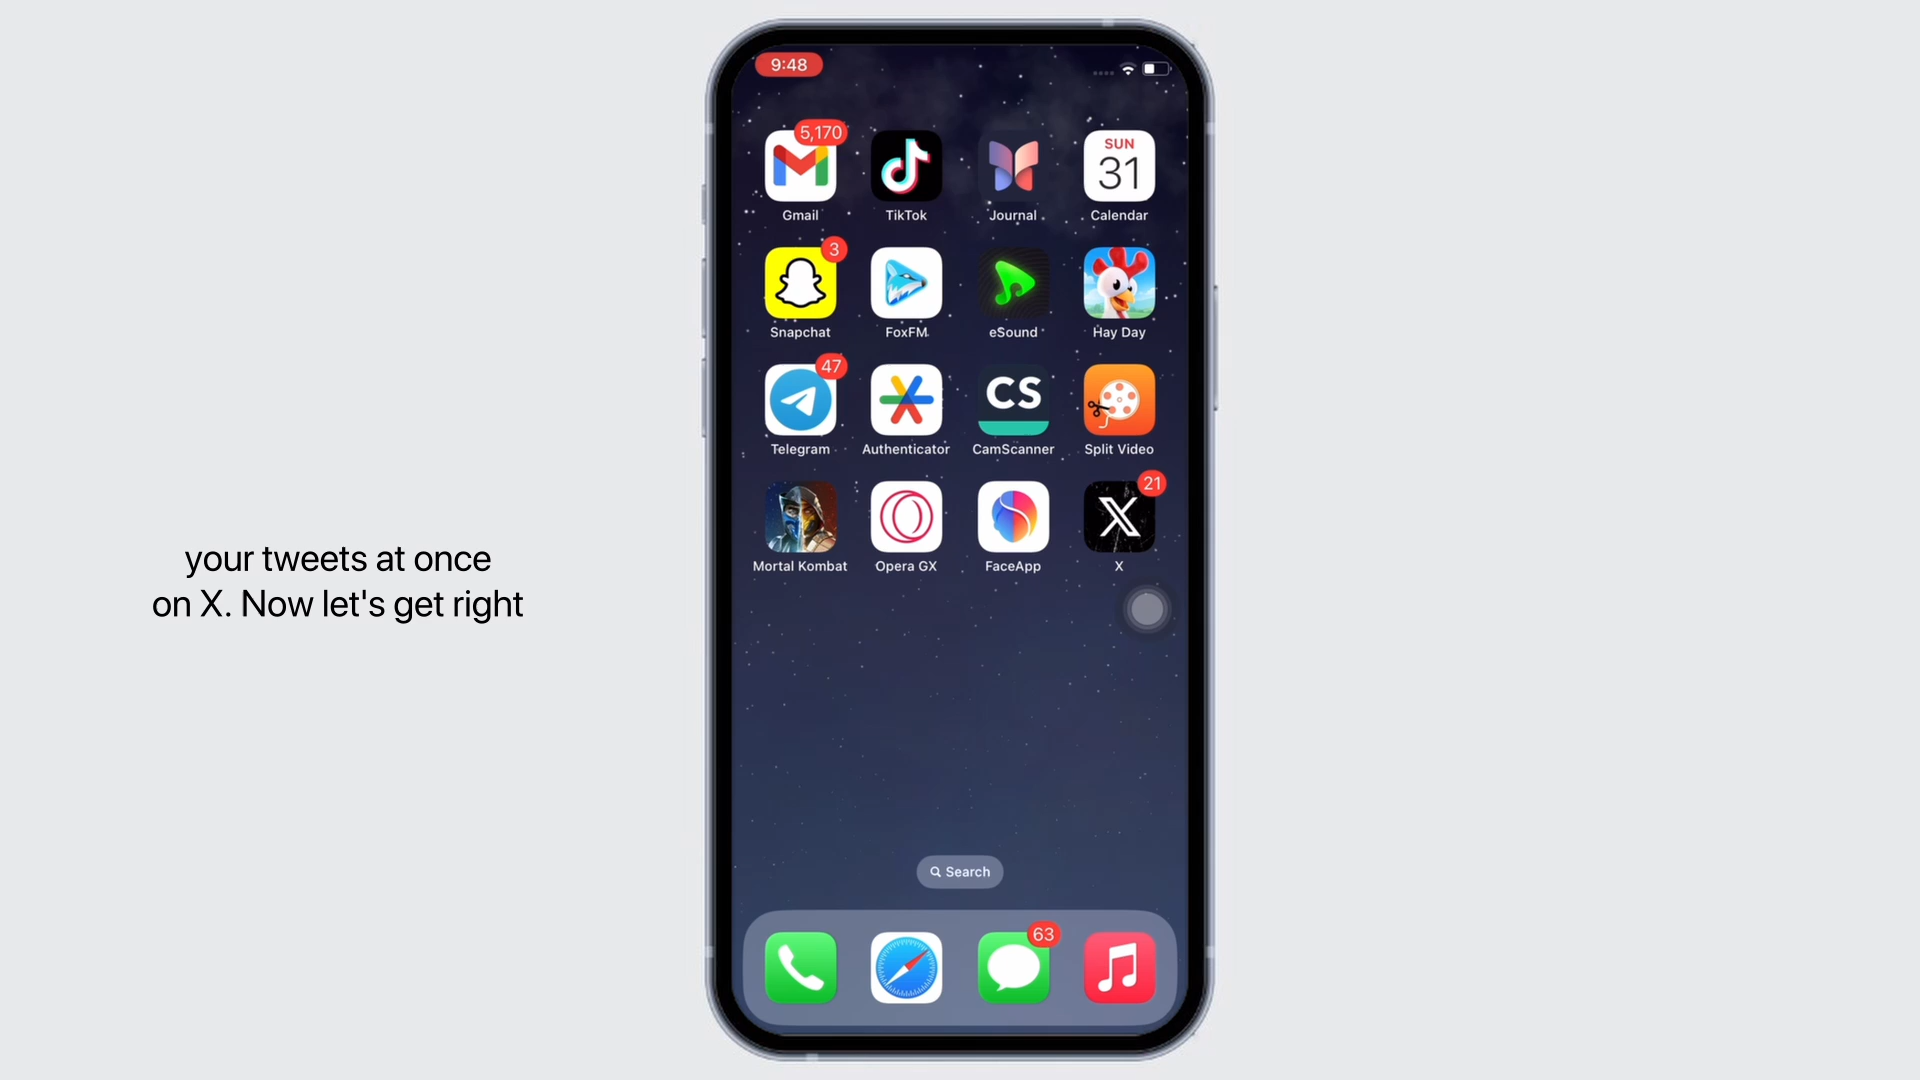 9:48
5,170
SUN
31
Gmail
TikTok
Journal
Calendar
3
Snapchat
FoxFM
eSound
Hay Day
47
CS
Telegram
Authenticator
CamScanner
Split Video
21
Mortal Kombat
Opera GX
FaceApp
X
your tweets at once
on X. Now let's get right
Search
63